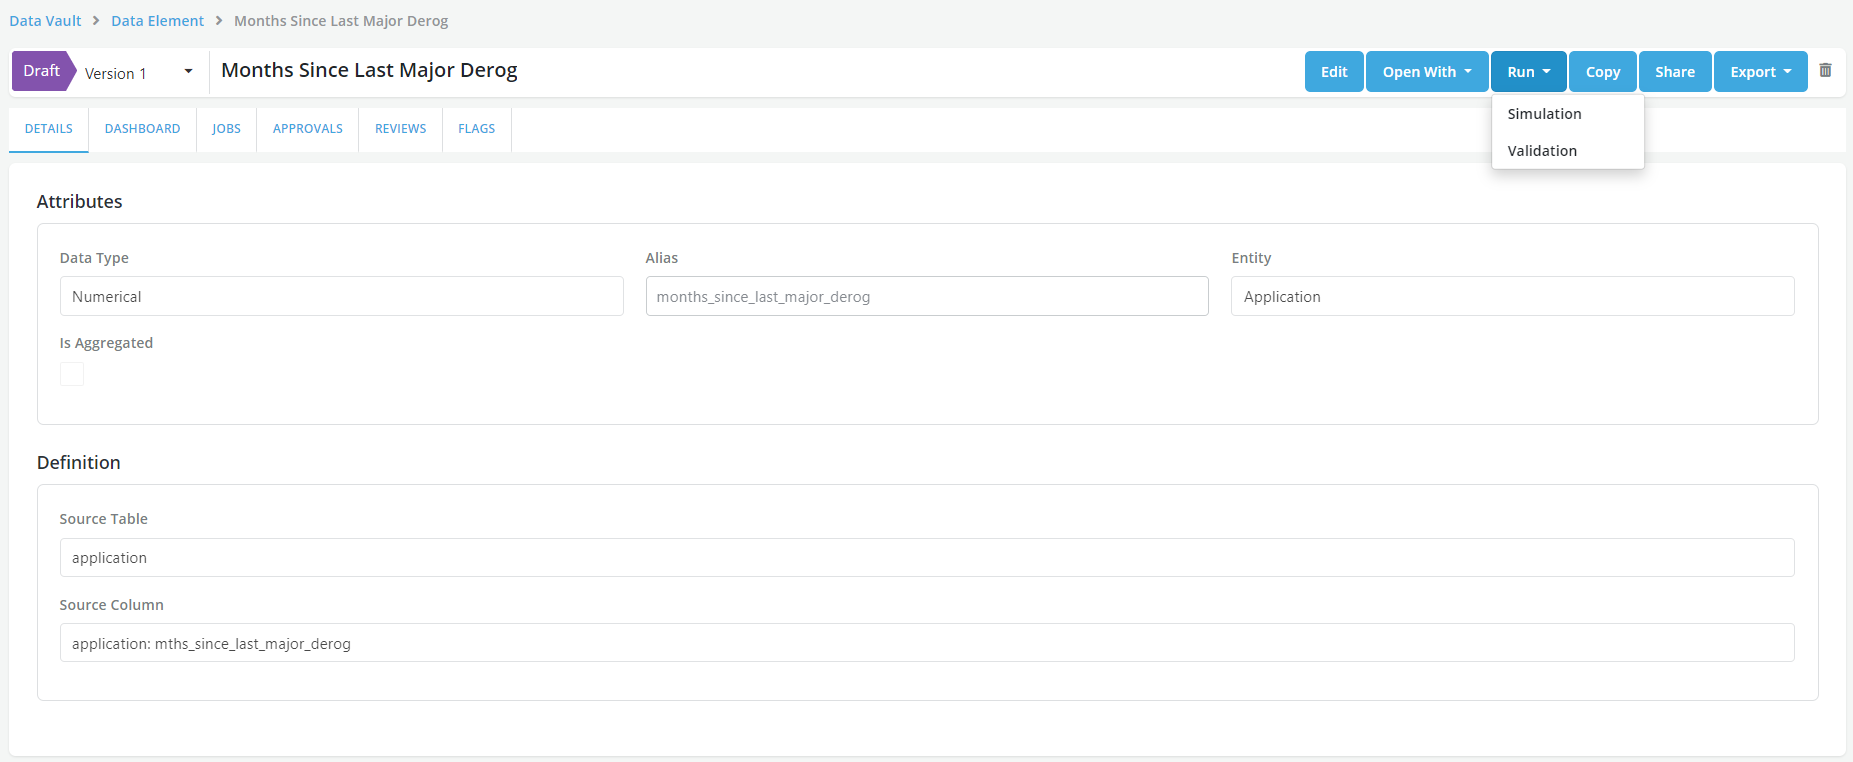 Data Vault > Data Element > Months Since Last Major Derog
Draft Version 1 Months Since Last Major Derog Edit Open With Run Copy Share Export
Simulation
Validation
DETAILS DASHBOARD JOBS APPROVALS REVIEWS FLAGS
Attributes
Data Type Alias Entity
Numerical months_since_last_major_derog Application
Is Aggregated
Definition
Source Table
application
Source Column
application: mths_since_last_major_derog